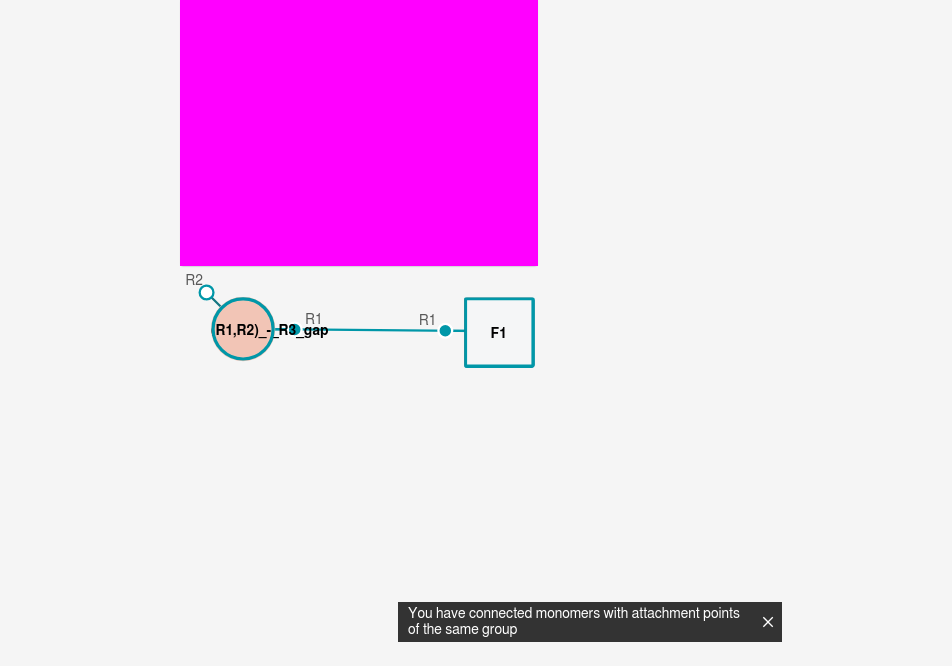 R2
R1
R1
R1,R2)_-_R3_gap
F1
You have connected monomers with attachment points
of the same group